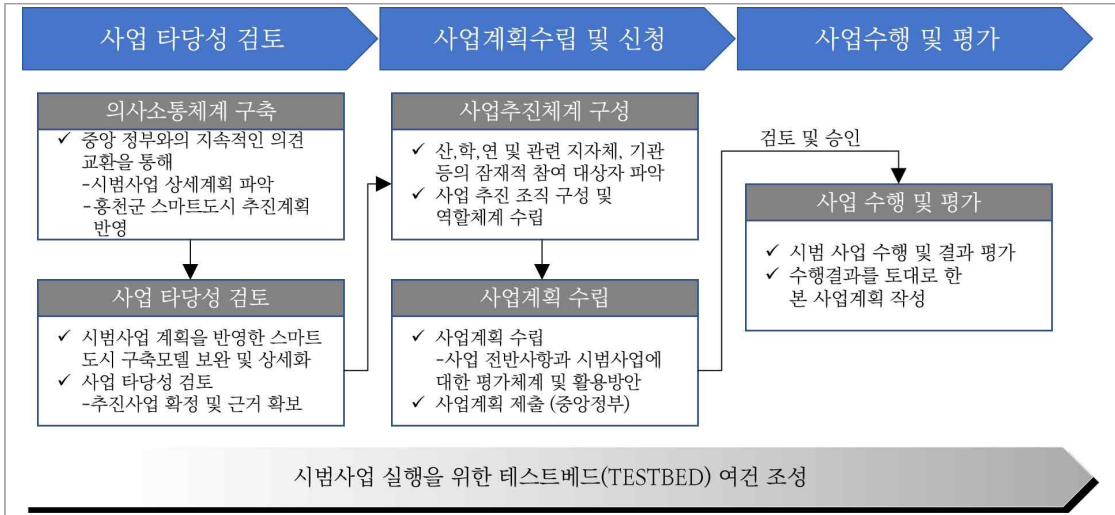 사업 타당성 검토
사업계획수립 및 신청
사업수행 및 평가
의사소통체계 구축
✓ 중앙 정부와의 지속적인 의견
교환을 통해
-시범사업 상세계획 파악
-홍천군 스마트도시 추진계획
반영
사업 타당성 검토
✓ 시범사업 계획을 반영한 스마트
도시 구축모델 보완 및 상세화
✓ 사업 타당성 검토
-추진사업 확정 및 근거 확보
사업추진체계 구성
✓ 산,학,연 및 관련 지자체, 기관
등의 잠재적 참여 대상자 파악
✓ 사업 추진 조직 구성 및
역할체계 수립
사업계획 수립
✓ 사업계획 수립
-사업 전반사항과 시범사업에
대한 평가체계 및 활용방안
✓ 사업계획 제출 (중앙정부)
검토 및 승인
사업 수행 및 평가
✓ 시범 사업 수행 및 결과 평가
✓ 수행결과를 토대로 한
본 사업계획 작성
시범사업 실행을 위한 테스트베드(TESTBED) 여건 조성